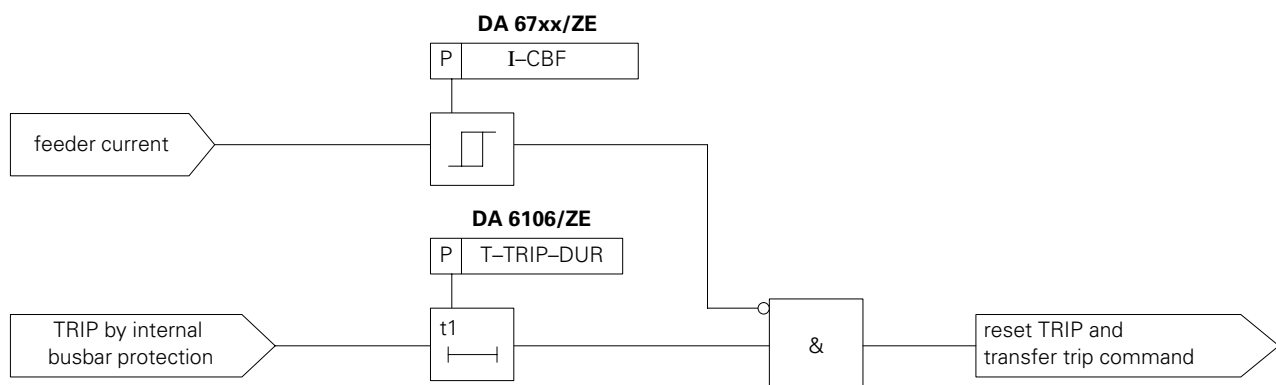 DA 67xx/ZE
P I–CBF
feeder current
DA 6106/ZE
P T–TRIP–DUR
TRIP by internal
busbar protection
t1
&
reset TRIP and
transfer trip command